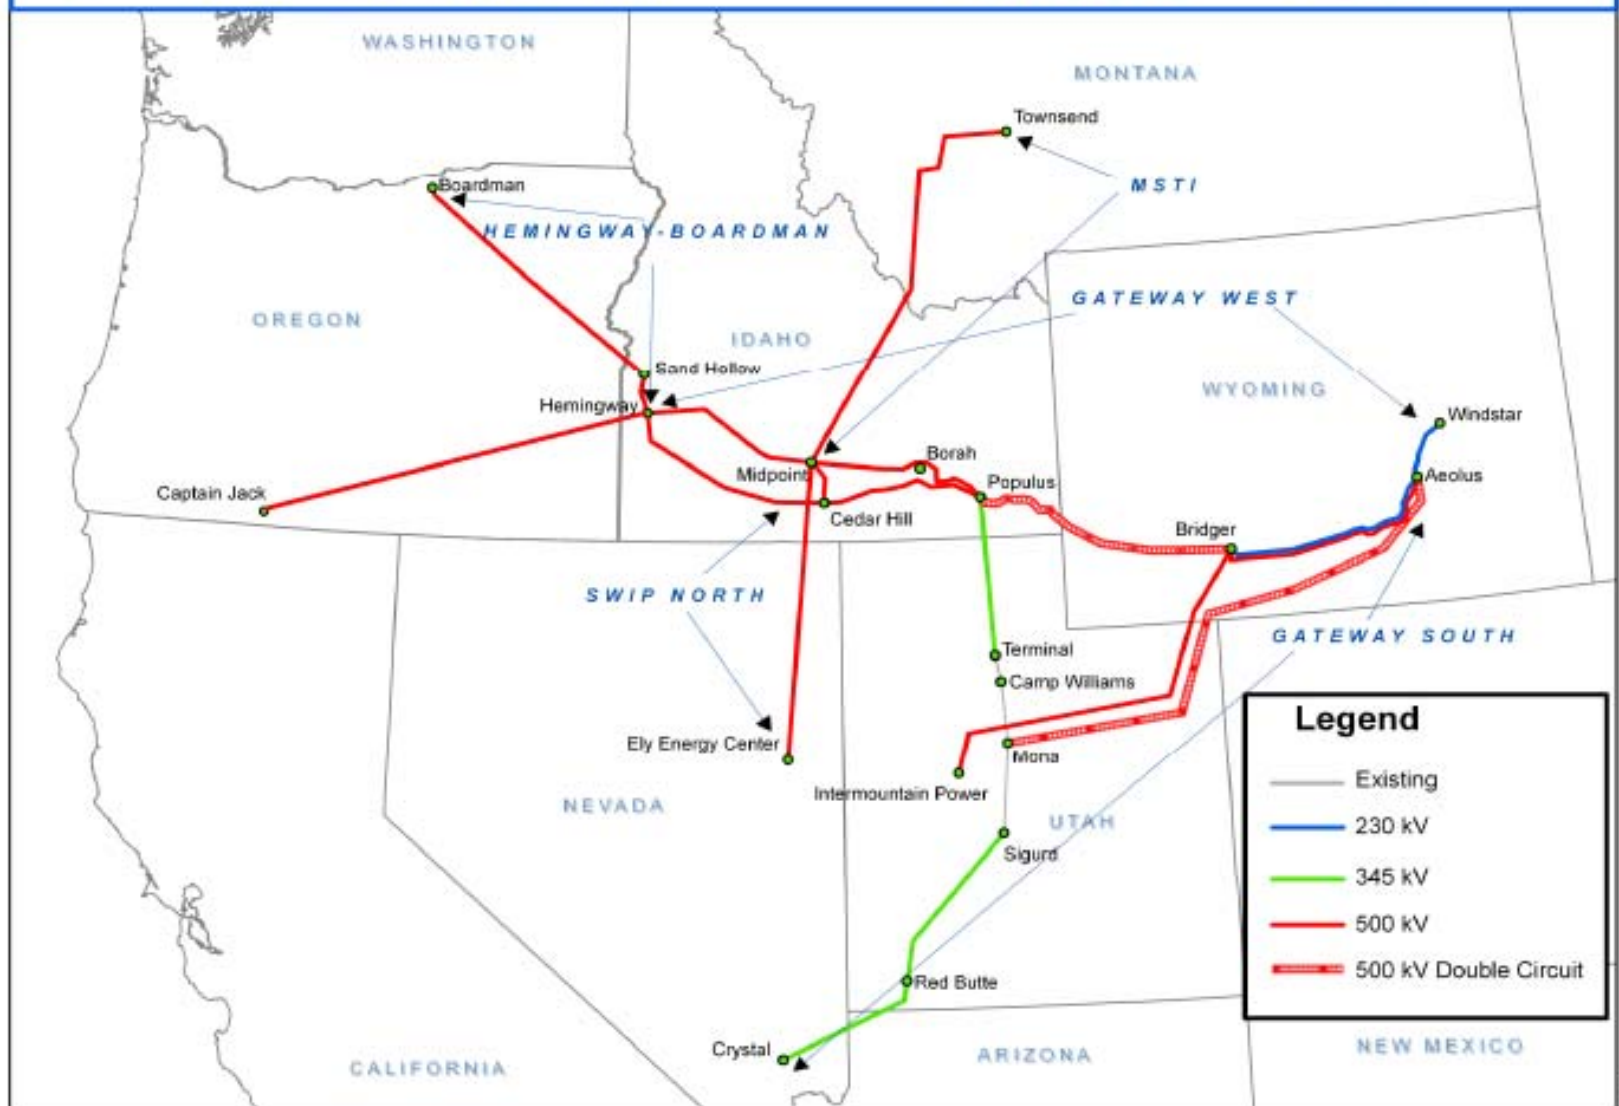 WASHINGTON
MONTANA
Townsend
MSTI
Boardman
HEMINGWAY-BOARDMAN
GATEWAY WEST
OREGON
IDAHO
Sand Hollow
WYOMING
Hemingway
Windstar
Borah
Midpoint
Aeolus
Populus
Captain Jack
Cedar Hill
Bridger
SWIP NORTH
GATEWAY SOUTH
Terminal
Camp Williams
Ely Energy Center
Mona
Intermountain Power
NEVADA
UTAH
Sigurd
Red Butte
Crystal
CALIFORNIA
ARIZONA
NEW MEXICO
Legend
Existing
230 kV
345 kV
500 kV
500 kV Double Circuit